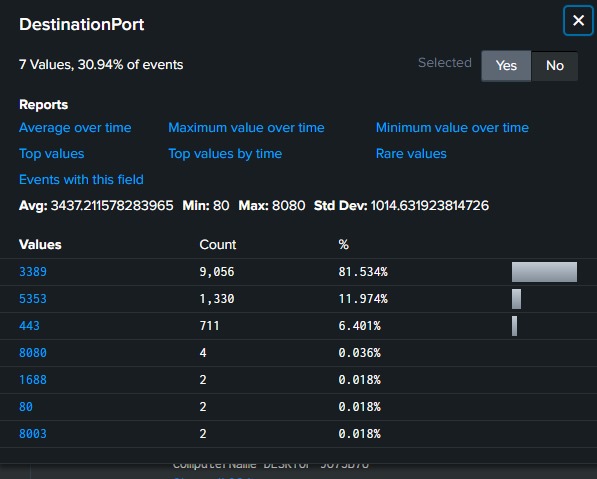 DestinationPort
7 Values, 30.94% of events Selected Yes No
Reports
Average over time Maximum value over time Minimum value over time
Top values Top values by time Rare values
Events with this field
Avg: 3437.211578283965 Min: 80 Max: 8080 Std Dev: 1014.631923814726
Values Count %
3389 9,056 81.534%
5353 1,330 11.974%
443 711 6.401%
8080 4 0.036%
1688 2 0.018%
80 2 0.018%
8003 2 0.018%